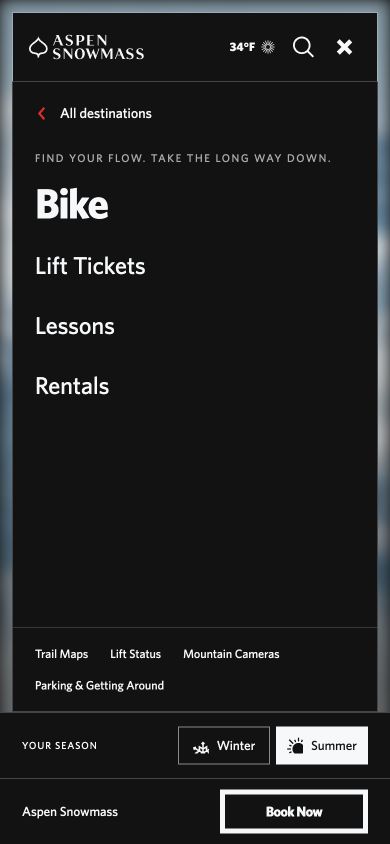 ASPEN
SNOWMASS
34°F
All destinations
FIND YOUR FLOW. TAKE THE LONG WAY DOWN.
Bike
Lift Tickets
Lessons
Rentals
Trail Maps Lift Status Mountain Cameras
Parking & Getting Around
YOUR SEASON Winter Summer
Aspen Snowmass Book Now